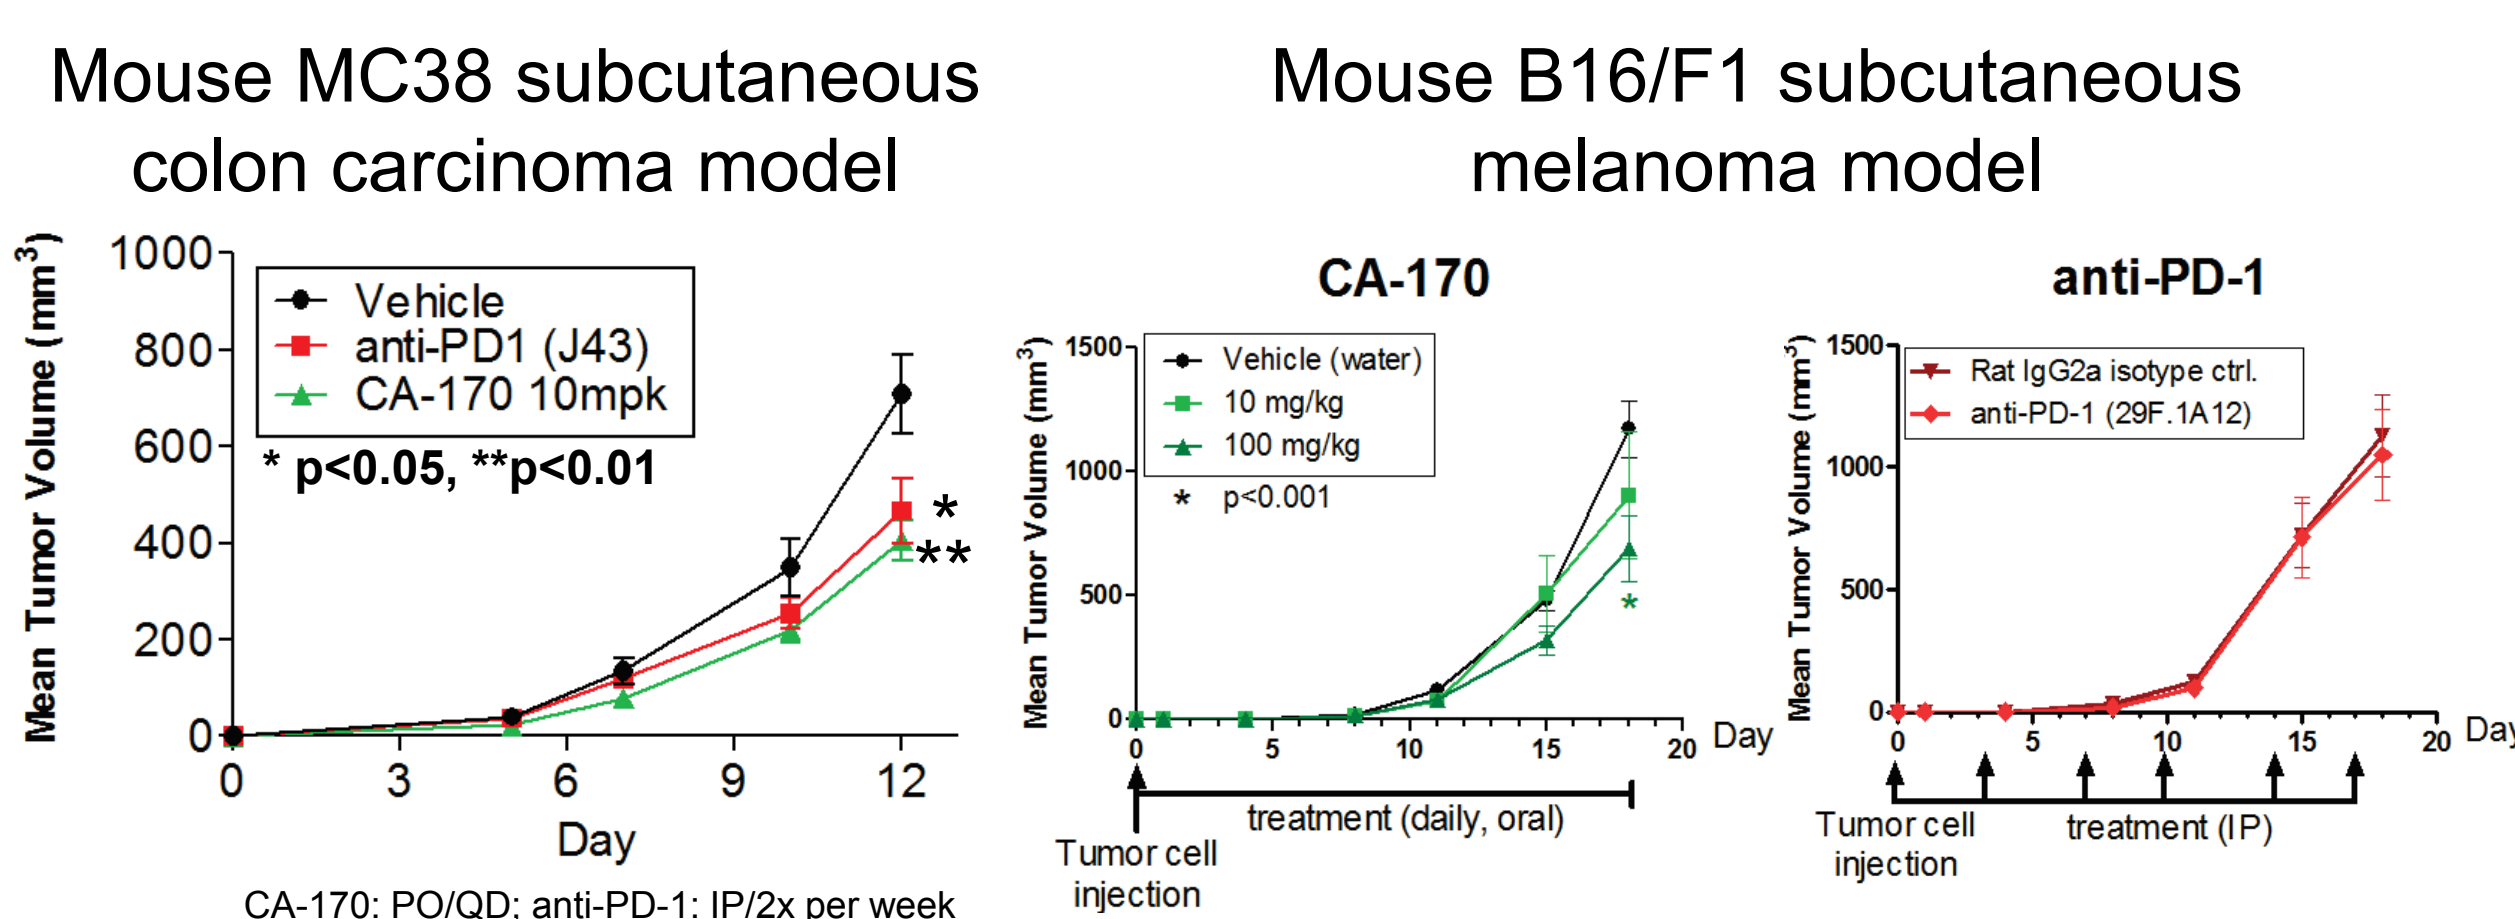 Mouse MC38 subcutaneous
colon carcinoma model
Mean Tumor Volume (mm³)
1000
800
600
400
200
0
Vehicle
anti-PD1 (J43)
CA-170 10mpk
* p<0.05, **p<0.01
*
**
0 3 6 9 12
Day
CA-170: PO/QD; anti-PD-1: IP/2x per week
Mouse B16/F1 subcutaneous
melanoma model
CA-170
Mean Tumor Volume (mm³)
1500
1000
500
0
Vehicle (water)
10 mg/kg
100 mg/kg
* p<0.001
*
0 5 10 15 20 Day
treatment (daily, oral)
Tumor cell
injection
anti-PD-1
Mean Tumor Volume (mm³)
1500
1000
500
0
Rat IgG2a isotype ctrl.
anti-PD-1 (29F.1A12)
0 5 10 15 20 Day
Tumor cell
injection
treatment (IP)